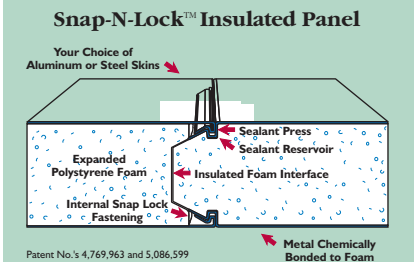 Snap-N-Lock™ Insulated Panel
Your Choice of
Aluminum or Steel Skins
Sealant Press
Sealant Reservoir
Expanded
Polystyrene Foam
Insulated Foam Interface
Internal Snap Lock
Fastening
Metal Chemically
Bonded to Foam
Patent No.'s 4,769,963 and 5,086,599